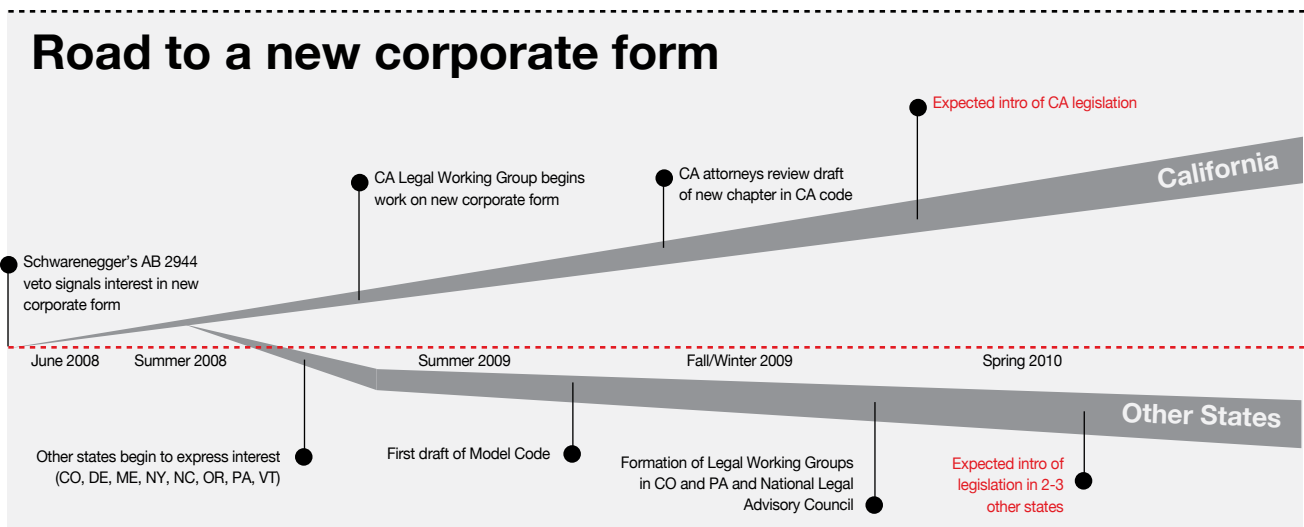 Road to a new corporate form
Expected intro of CA legislation
California
CA Legal Working Group begins
work on new corporate form
CA attorneys review draft
of new chapter in CA code
Schwarenegger's AB 2944
veto signals interest in new
corporate form
June 2008
Summer 2008
Summer 2009
Fall/Winter 2009
Spring 2010
Other States
Other states begin to express interest
(CO, DE, ME, NY, NC, OR, PA, VT)
First draft of Model Code
Formation of Legal Working Groups
in CO and PA and National Legal
Advisory Council
Expected intro of
legislation in 2-3
other states